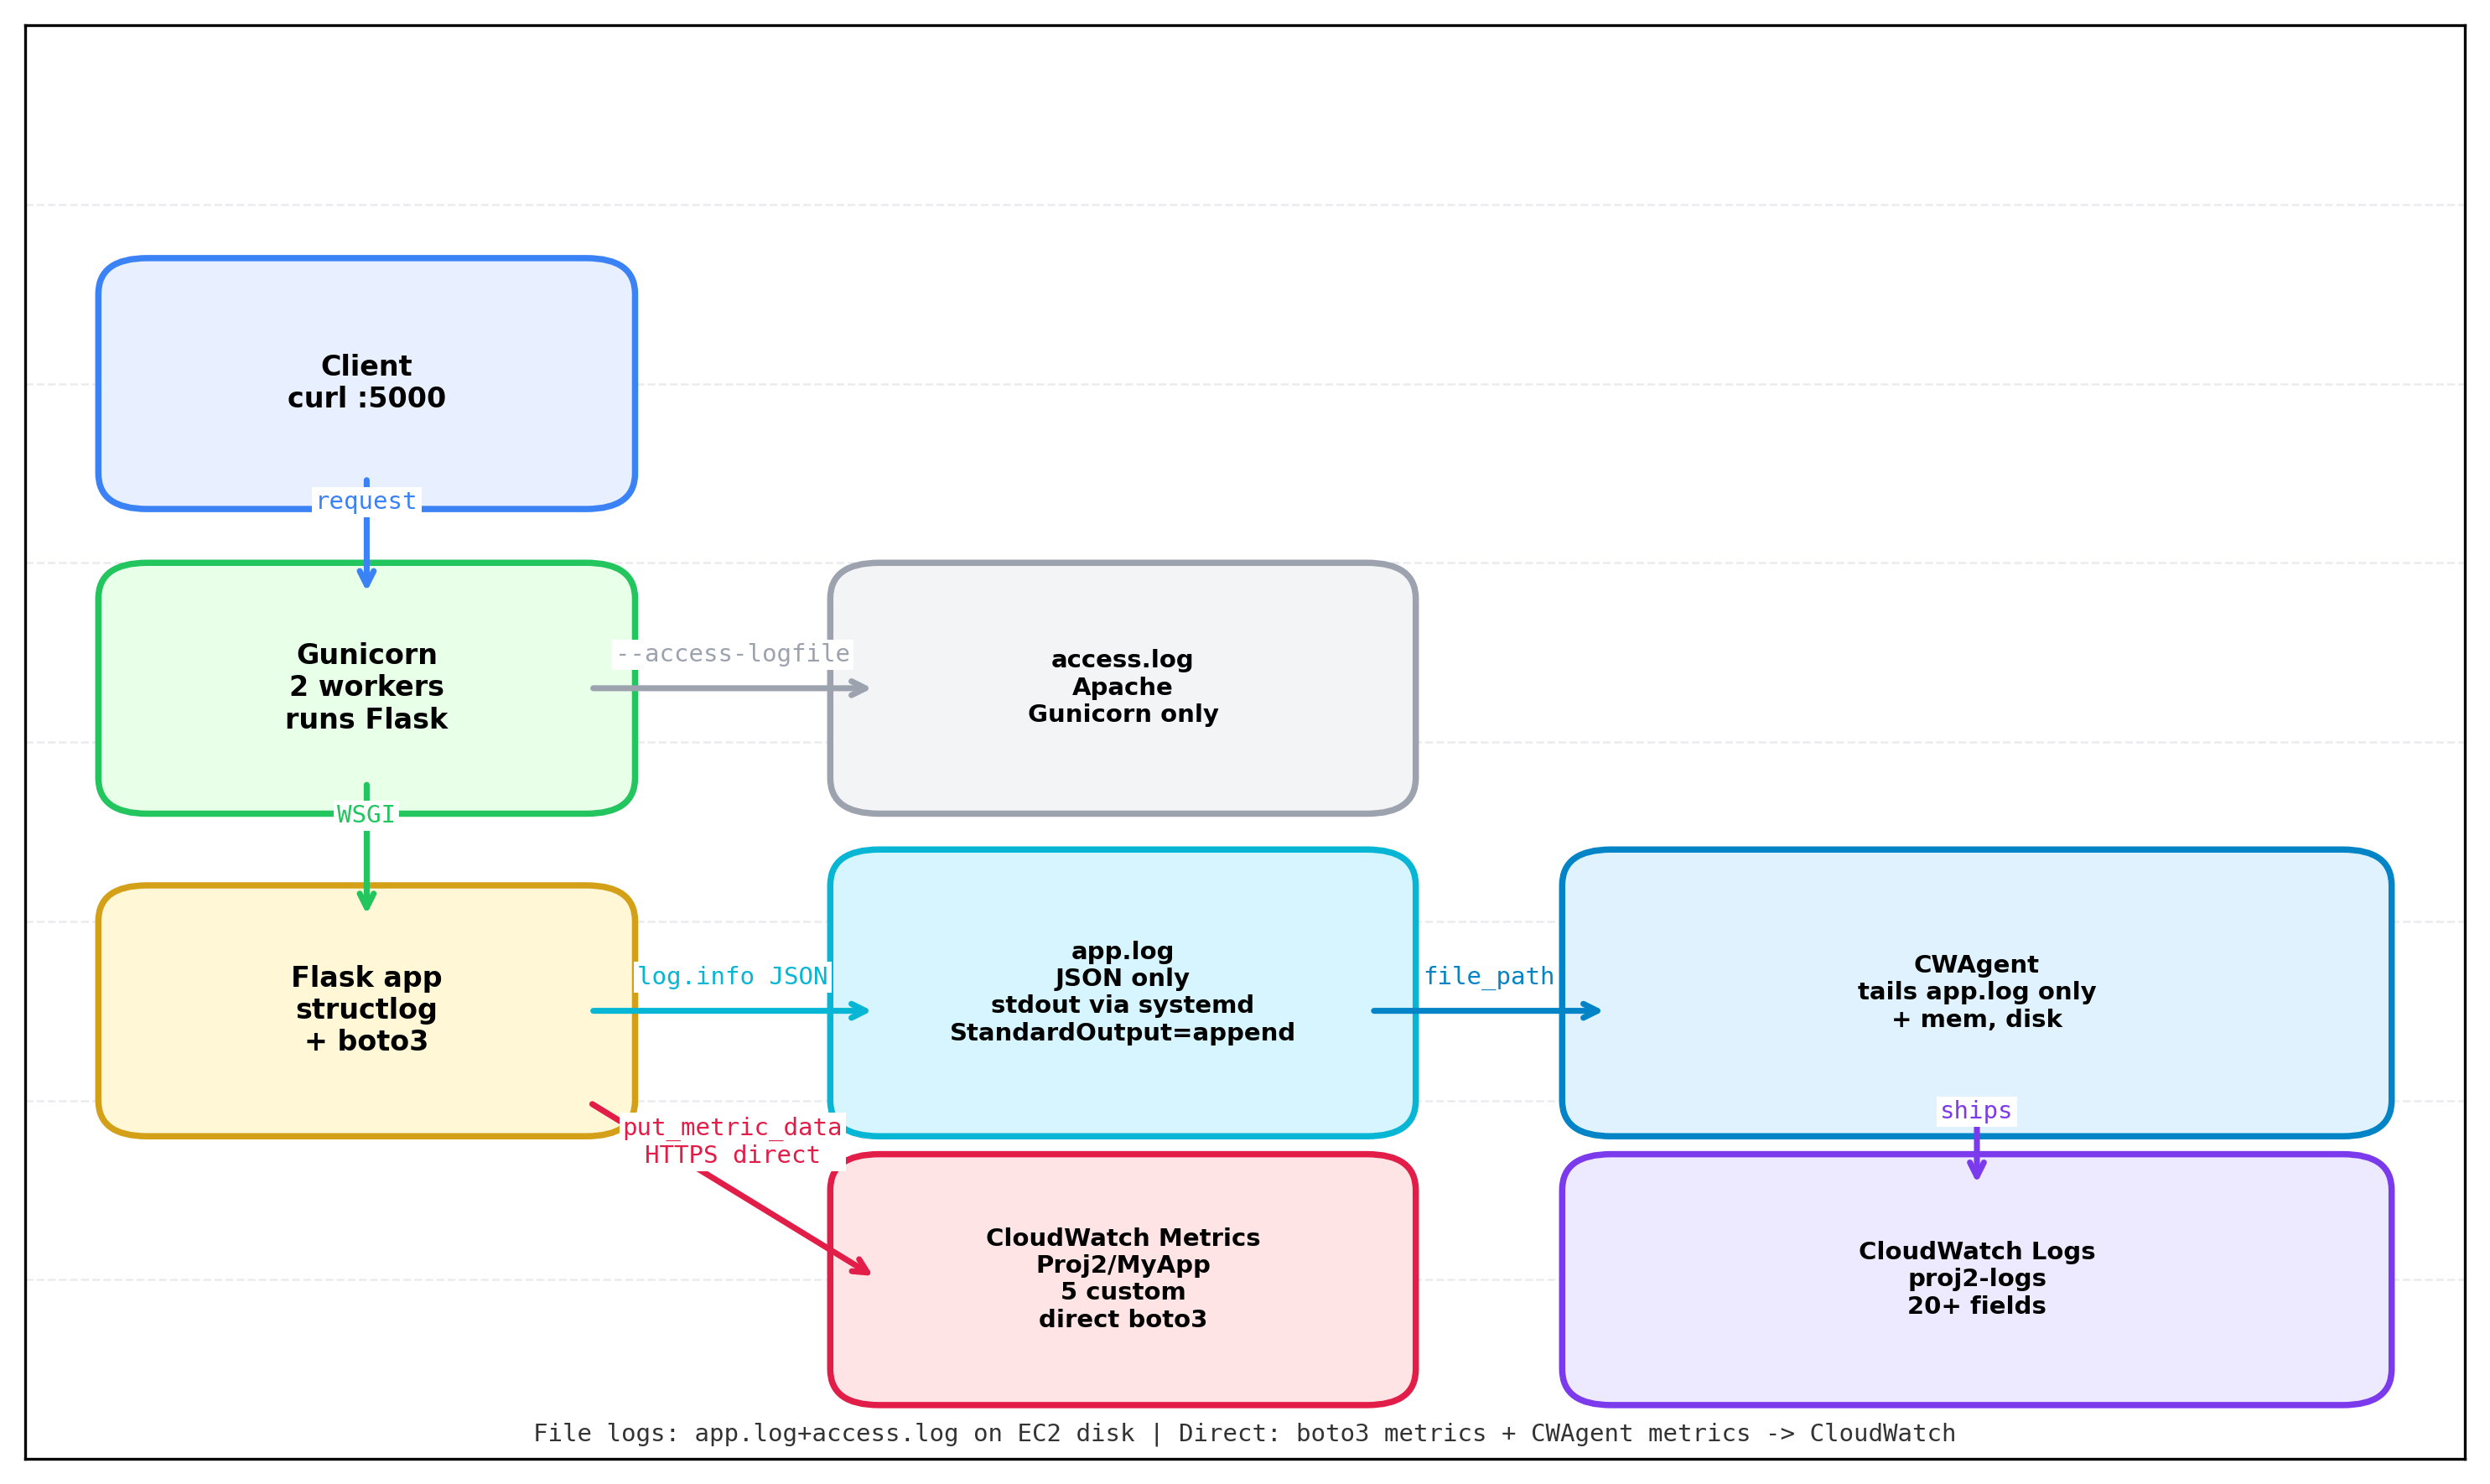 Client
curl :5000
request
Gunicorn
2 workers
runs Flask
--access-logfile
access.log
Apache
Gunicorn only
WSGI
Flask app
structlog
+ boto3
log.info JSON
app.log
JSON only
stdout via systemd
StandardOutput=append
file_path
CWAgent
tails app.log only
+ mem, disk
put_metric_data
HTTPS direct
ships
CloudWatch Metrics
Proj2/MyApp
5 custom
direct boto3
CloudWatch Logs
proj2-logs
20+ fields
File logs: app.log+access.log on EC2 disk | Direct: boto3 metrics + CWAgent metrics -> CloudWatch